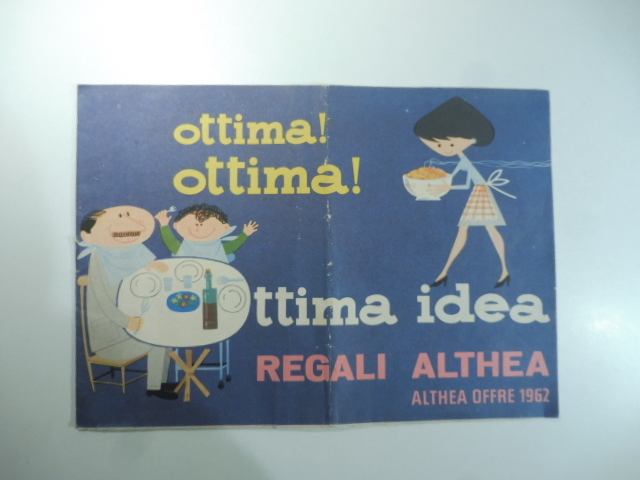 ottima!
ottima!
ottima idea
REGALI ALTHEA
ALTHEA OFFRE 1962